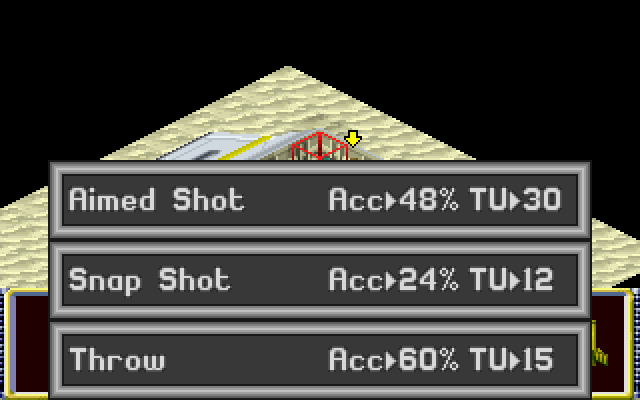 Aimed Shot Acc▸48% TU▸30
Snap Shot Acc▸24% TU▸12
Throw Acc▸60% TU▸15